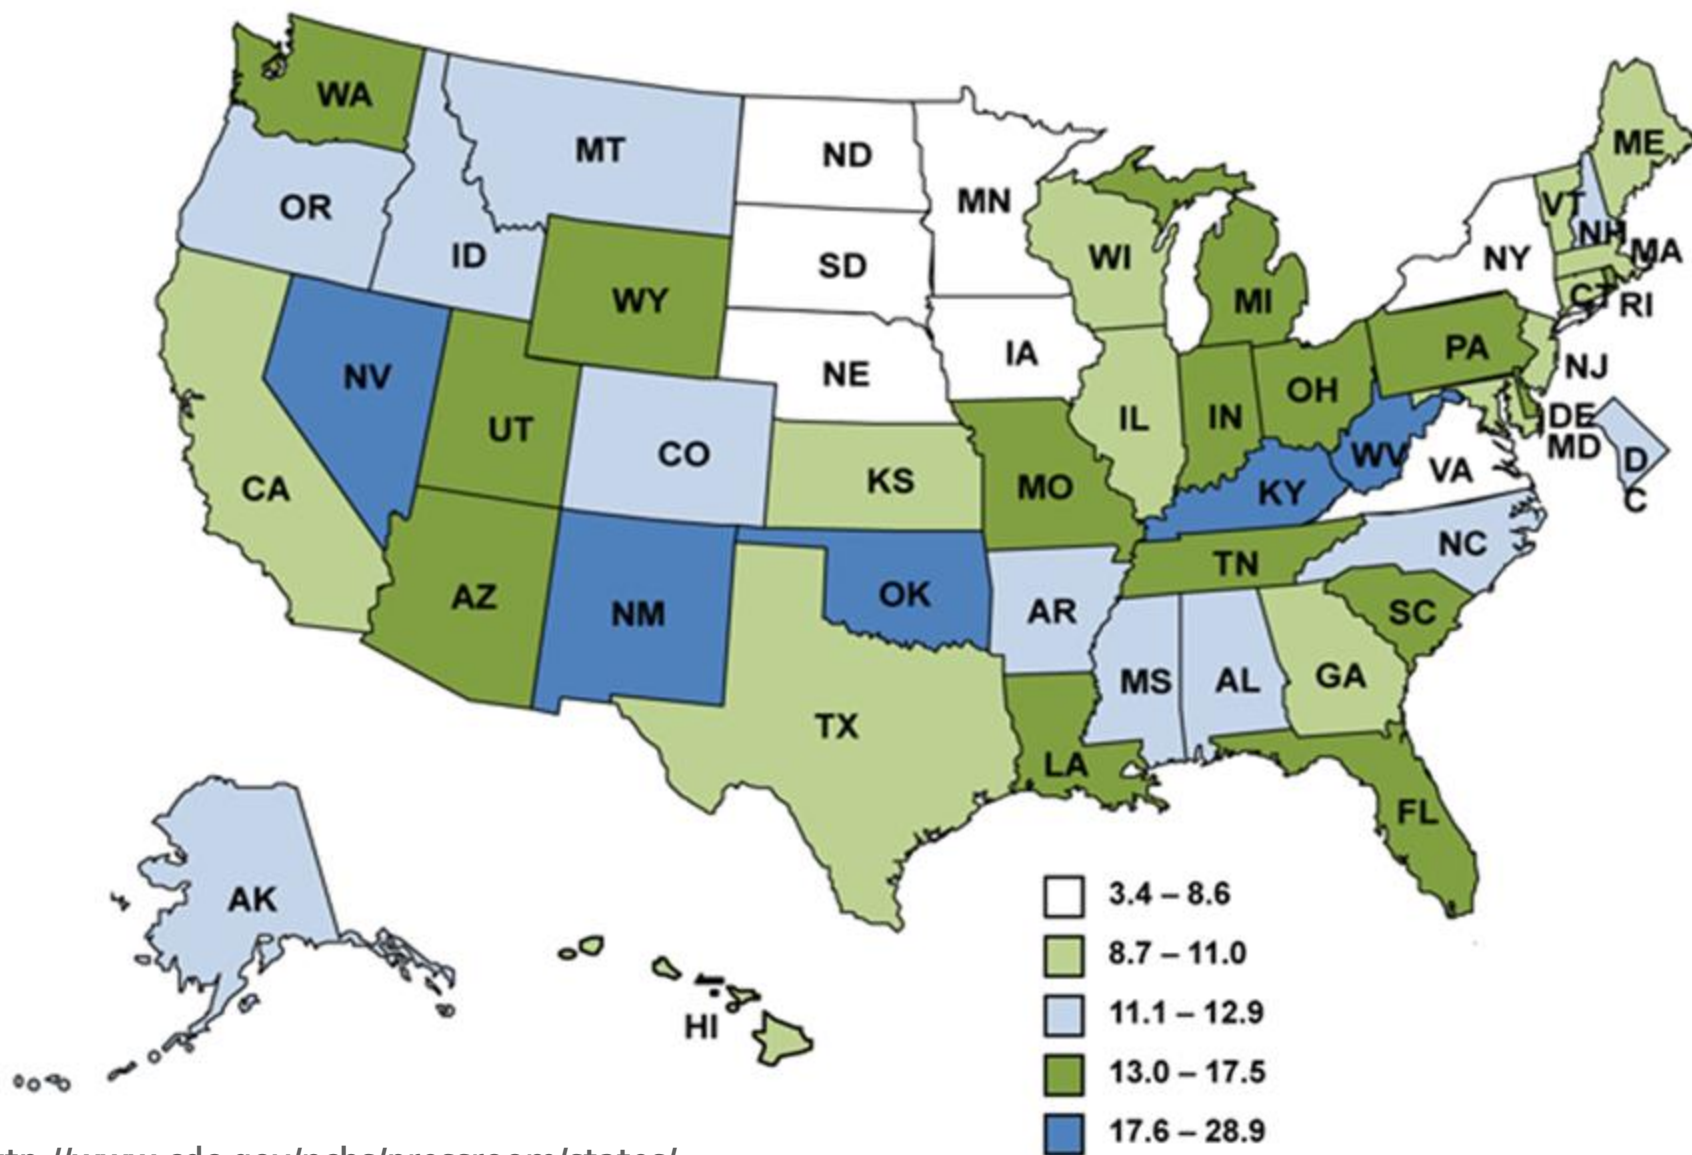 WA
MT
ND
MN
ME
OR
ID
SD
WI
VT
NH
MA
NY
WY
MI
CT
RI
NV
NE
IA
PA
NJ
UT
CO
IL
IN
OH
DE
MD
D
C
CA
KS
MO
KY
WV
VA
AZ
NM
OK
AR
TN
NC
SC
MS
AL
GA
TX
LA
FL
AK
HI
3.4 – 8.6
8.7 – 11.0
11.1 – 12.9
13.0 – 17.5
17.6 – 28.9